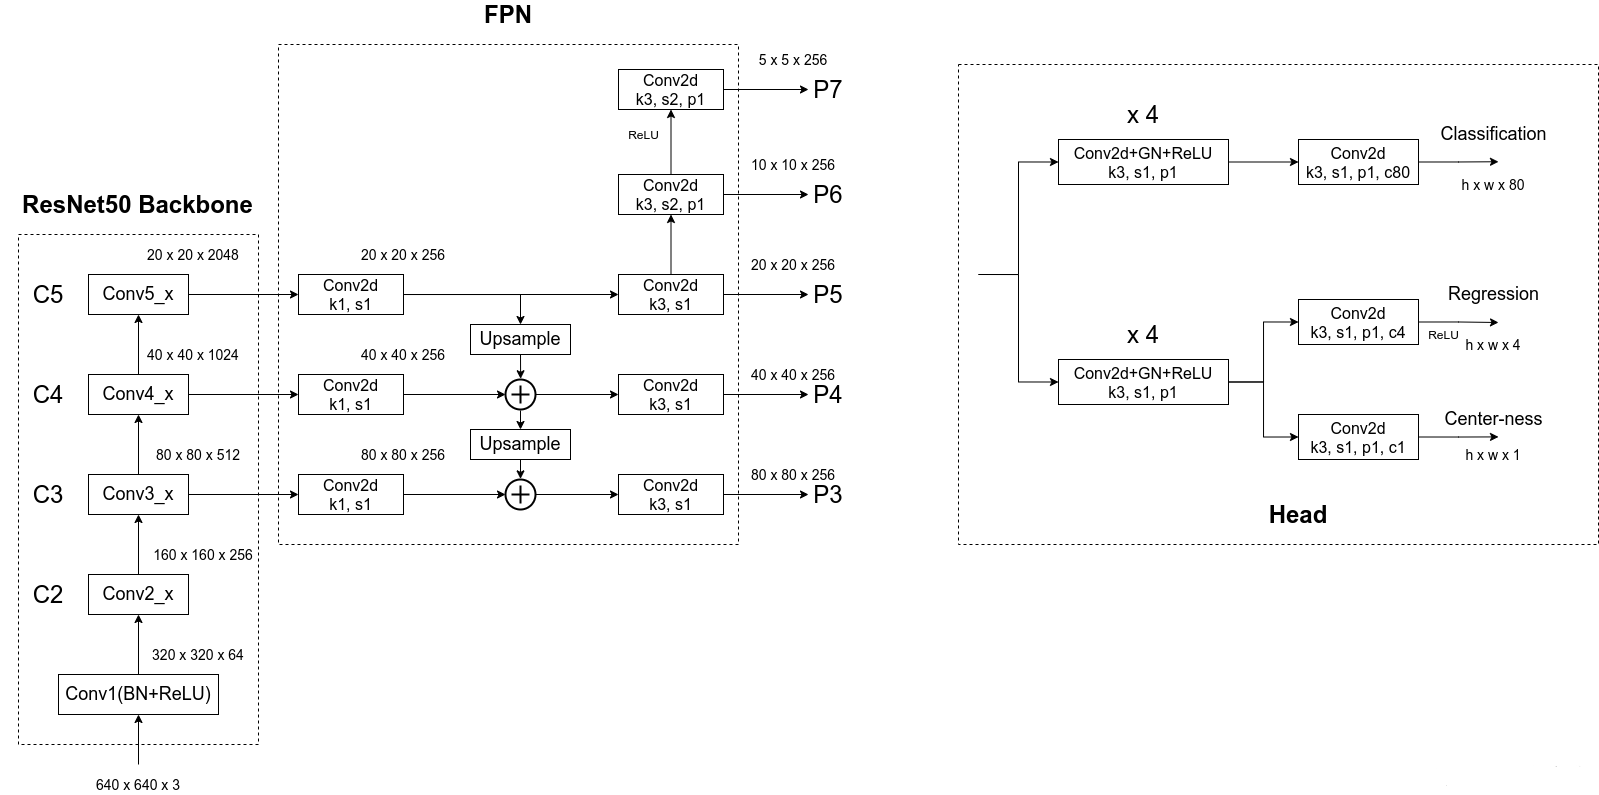 FPN
5 x 5 x 256
Conv2d
k3, s2, p1
P7
ReLU
10 x 10 x 256
Conv2d
k3, s2, p1
P6
ResNet50 Backbone
20 x 20 x 2048
20 x 20 x 256
20 x 20 x 256
C5
Conv5_x
Conv2d
k1, s1
Conv2d
k3, s1
P5
Upsample
40 x 40 x 1024
40 x 40 x 256
40 x 40 x 256
C4
Conv4_x
Conv2d
k1, s1
Conv2d
k3, s1
P4
Upsample
80 x 80 x 512
80 x 80 x 256
80 x 80 x 256
C3
Conv3_x
Conv2d
k1, s1
Conv2d
k3, s1
P3
160 x 160 x 256
C2
Conv2_x
320 x 320 x 64
Conv1(BN+ReLU)
640 x 640 x 3
x 4
Conv2d+GN+ReLU
k3, s1, p1
Conv2d
k3, s1, p1, c80
Classification
h x w x 80
x 4
Conv2d+GN+ReLU
k3, s1, p1
Conv2d
k3, s1, p1, c4
Regression
ReLU
h x w x 4
Conv2d
k3, s1, p1, c1
Center-ness
h x w x 1
Head